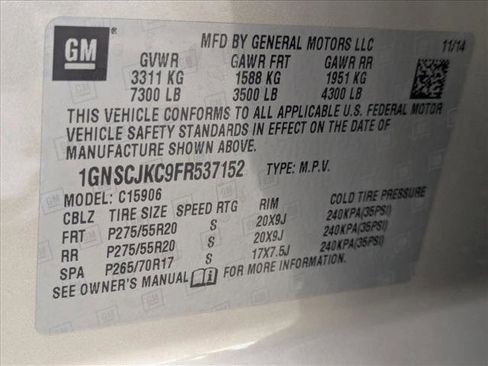 GM
MFD BY GENERAL MOTORS LLC 11/14
GVWR GAWR FRT GAWR RR
3311 KG 1588 KG 1951 KG
7300 LB 3500 LB 4300 LB
THIS VEHICLE CONFORMS TO ALL APPLICABLE U.S. FEDERAL MOTOR
VEHICLE SAFETY STANDARDS IN EFFECT ON THE DATE OF
MANUFACTURE SHOWN ABOVE.
1GNSCJKC9FR537152 TYPE: M.P.V.
MODEL: C15906
CBLZ TIRE SIZE SPEED RTG RIM COLD TIRE PRESSURE
FRT P275/55R20 S 20X9J 240KPA(35PSI)
RR P275/55R20 S 20X9J 240KPA(35PSI)
SPA P265/70R17 S 17X7.5J 240KPA(35PSI)
SEE OWNER'S MANUAL FOR MORE INFORMATION.